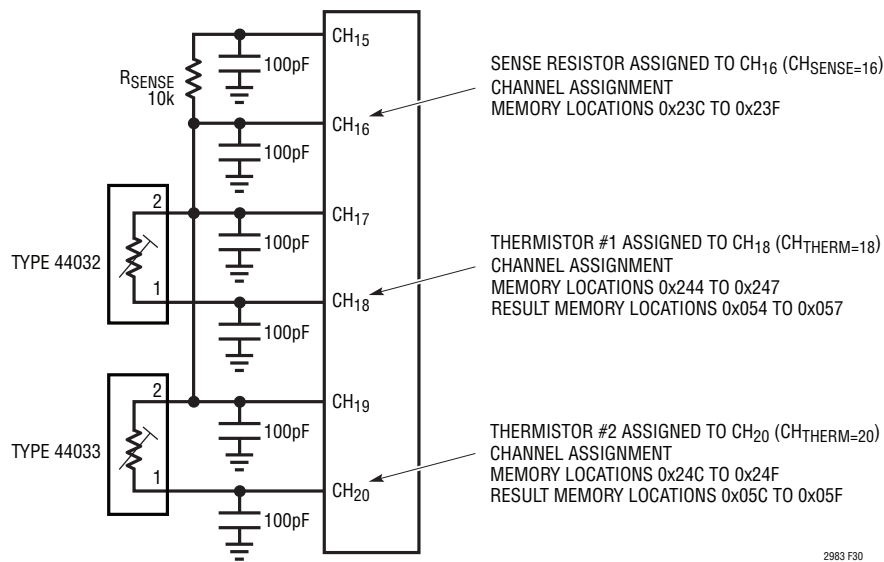 CH15
100pF
RSENSE
10k
CH16
100pF
SENSE RESISTOR ASSIGNED TO CH16 (CHSENSE=16)
CHANNEL ASSIGNMENT
MEMORY LOCATIONS 0x23C TO 0x23F
2
CH17
100pF
TYPE 44032
1
CH18
100pF
THERMISTOR #1 ASSIGNED TO CH18 (CHTHERM=18)
CHANNEL ASSIGNMENT
MEMORY LOCATIONS 0x244 TO 0x247
RESULT MEMORY LOCATIONS 0x054 TO 0x057
2
CH19
100pF
TYPE 44033
1
CH20
100pF
THERMISTOR #2 ASSIGNED TO CH20 (CHTHERM=20)
CHANNEL ASSIGNMENT
MEMORY LOCATIONS 0x24C TO 0x24F
RESULT MEMORY LOCATIONS 0x05C TO 0x05F
2983 F30